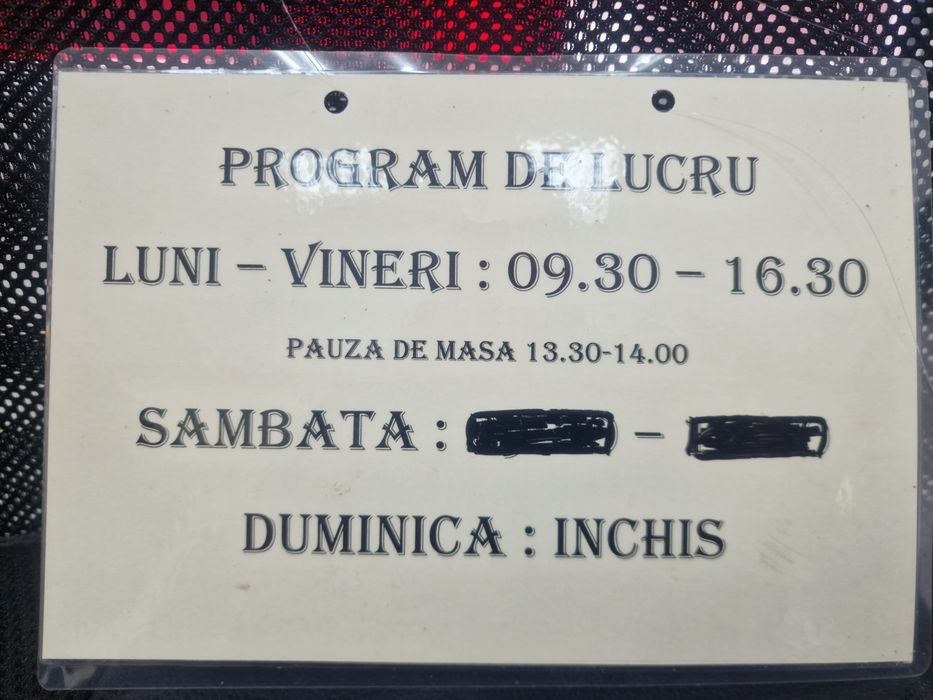 PROGRAM DE LUCRU
LUNI – VINERI : 09.30 – 16.30
PAUZA DE MASA 13.30-14.00
SAMBATA : –
DUMINICA : INCHIS